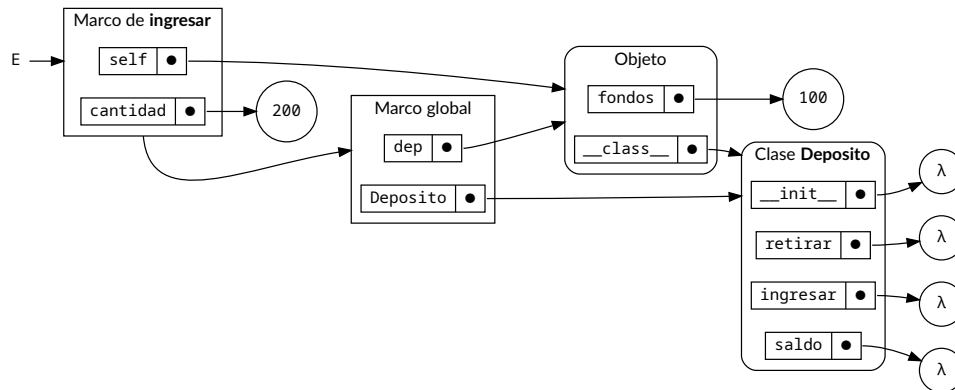 Marco de ingresar
E
self
cantidad
200
Marco global
dep
Deposito
Objeto
fondos
100
__class__
Clase Deposito
__init__
λ
retirar
λ
ingresar
λ
saldo
λ